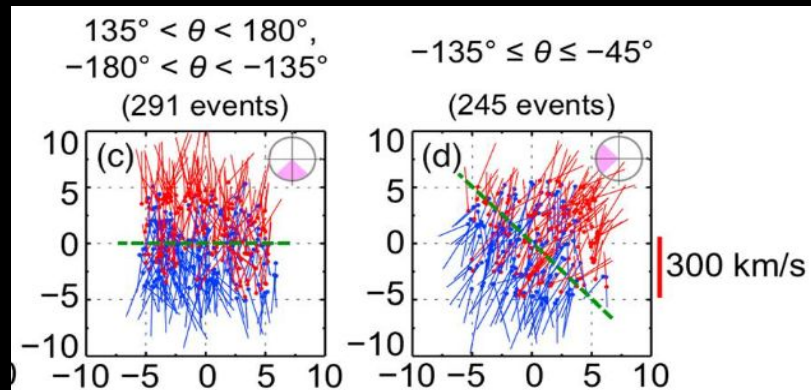 135° < θ < 180°,
−180° < θ < −135°
(291 events)
−135° ≤ θ ≤ −45°
(245 events)
(c)
10
5
0
−5
−10
−10 −5 0 5 10
(d)
10
5
0
−5
−10
−10 −5 0 5 10
300 km/s
)